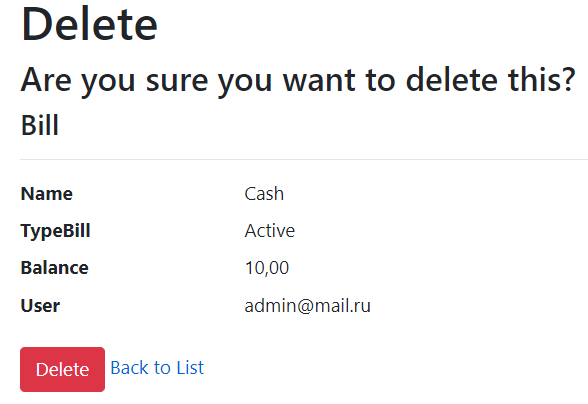 Delete
Are you sure you want to delete this?
Bill
Name Cash
TypeBill Active
Balance 10,00
User admin@mail.ru
Delete Back to List